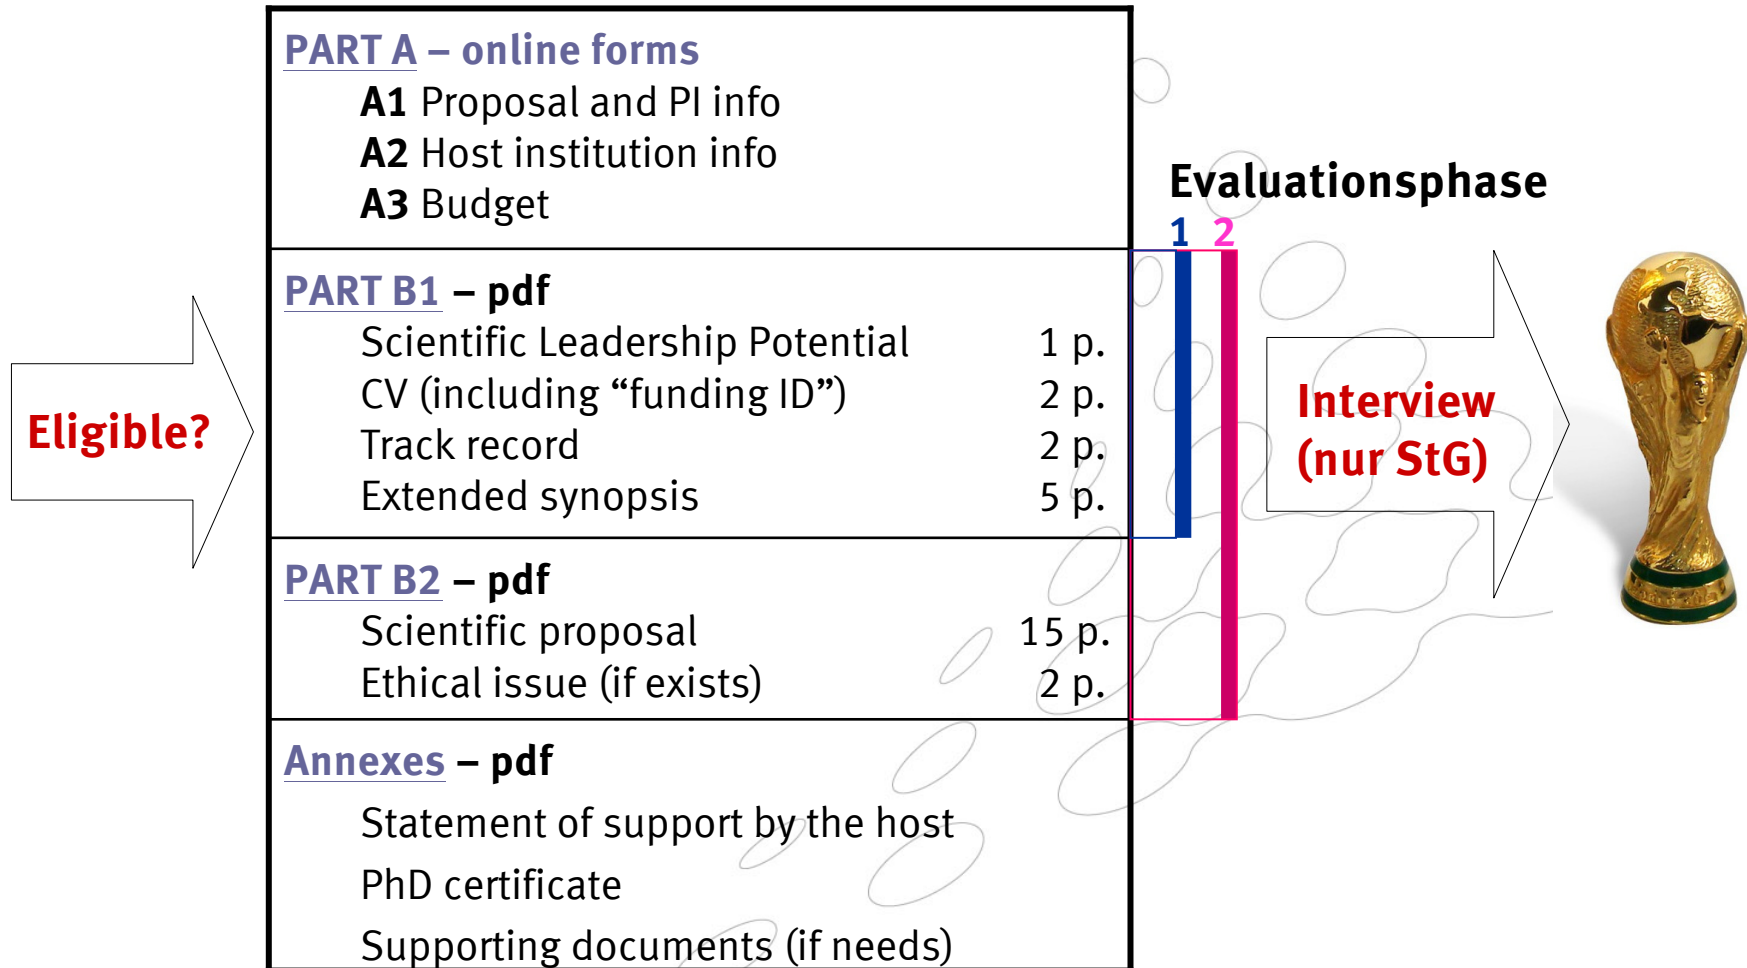 PART A – online forms
A1 Proposal and PI info
A2 Host institution info
A3 Budget
Evaluationsphase
1 2
PART B1 – pdf
Scientific Leadership Potential 1 p.
CV (including “funding ID”) 2 p.
Track record 2 p.
Extended synopsis 5 p.
Eligible?
Interview
(nur StG)
PART B2 – pdf
Scientific proposal 15 p.
Ethical issue (if exists) 2 p.
Annexes – pdf
Statement of support by the host
PhD certificate
Supporting documents (if needs)